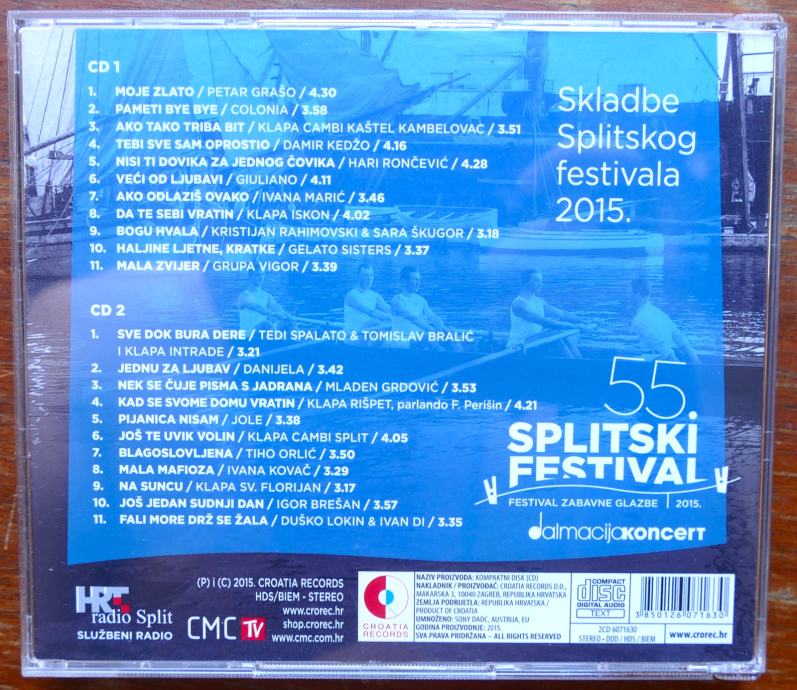 CD 1
1. MOJE ZLATO / PETAR GRAŠO / 4.30
2. PAMETI BYE BYE / COLONIA / 3.58
3. AKO TAKO TRIBA BIT / KLAPA CAMBI KAŠTEL KAMBELOVAC / 3.51
4. TEBI SVE SAM OPROSTIO / DAMIR KEDŽO / 4.16
5. NISI TI DOVIKA ZA JEDNOG ČOVIKA / HARI RONČEVIĆ / 4.28
6. VEĆI OD LJUBAVI / GIULIANO / 4.11
7. AKO ODLAZIŠ OVAKO / IVANA MARIĆ / 3.46
8. DA TE SEBI VRATIN / KLAPA ISKON / 4.02
9. BOGU HVALA / KRISTIJAN RAHIMOVSKI & SARA ŠKUGOR / 3.18
10. HALJINE LJETNE, KRATKE / GELATO SISTERS / 3.37
11. MALA ZVIJER / GRUPA VIGOR / 3.39
Skladbe
Splitskog
festivala
2015.
CD 2
1. SVE DOK BURA DERE / TEDI SPALATO & TOMISLAV BRALIĆ
I KLAPA INTRADE / 3.21
2. JEDNU ZA LJUBAV / DANIJELA / 3.42
3. NEK SE ČUJE PISMA S JADRANA / MLADEN GRDOVIĆ / 3.53
4. KAD SE SVOME DOMU VRATIN / KLAPA RIŠPET, parlando F. Perišin / 4.21
5. PIJANICA NISAM / JOLE / 3.38
6. JOŠ TE UVIK VOLIN / KLAPA CAMBI SPLIT / 4.05
7. BLAGOSLOVLJENA / TIHO ORLIĆ / 3.50
8. MALA MAFIOZA / IVANA KOVAČ / 3.29
9. NA SUNCU / KLAPA SV. FLORIJAN / 3.17
10. JOŠ JEDAN SUDNJI DAN / IGOR BREŠAN / 3.57
11. FALI MORE DRŽ SE ŽALA / DUŠKO LOKIN & IVAN DI / 3.35
55.
SPLITSKI
FESTIVAL
FESTIVAL ZABAVNE GLAZBE | 2015.
dalmacijakoncert
HRT
radio Split
SLUŽBENI RADIO
CMC TV
(P) i (C) 2015. CROATIA RECORDS
HDS/BIEM - STEREO
www.crorec.hr
shop.crorec.hr
www.cmc.com.hr
CROATIA
RECORDS
NAZIV PROIZVODA: KOMPAKTNI DISK (CD)
NAKLADNIK / PROIZVOĐAČ: CROATIA RECORDS D.D.,
MAKARSKA 3, 10040 ZAGREB, REPUBLIKA HRVATSKA
ZEMLJA PODRIJETLA: REPUBLIKA HRVATSKA /
PRODUCT OF CROATIA
UMNOŽENO: SONY DADC, AUSTRIJA, EU
GODINA PROIZVODNJE: 2015.
SVA PRAVA PRIDRŽANA – ALL RIGHTS RESERVED
COMPACT
disc
DIGITAL AUDIO
TEXT
2CD 6071630
STEREO • DDD / HDS / BIEM
3 850126 071630
www.crorec.hr